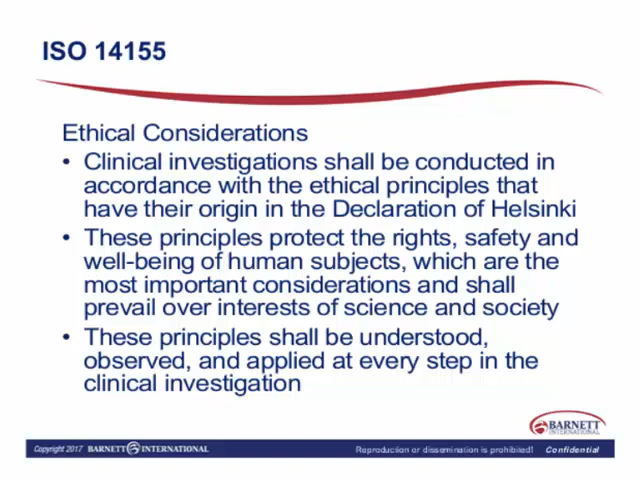 ISO 14155
Ethical Considerations
• Clinical investigations shall be conducted in
accordance with the ethical principles that
have their origin in the Declaration of Helsinki
• These principles protect the rights, safety and
well-being of human subjects, which are the
most important considerations and shall
prevail over interests of science and society
• These principles shall be understood,
observed, and applied at every step in the
clinical investigation
BARNETT
INTERNATIONAL
Copyright 2017 BARNETT INTERNATIONAL
Reproduction or dissemination is prohibited! Confidential